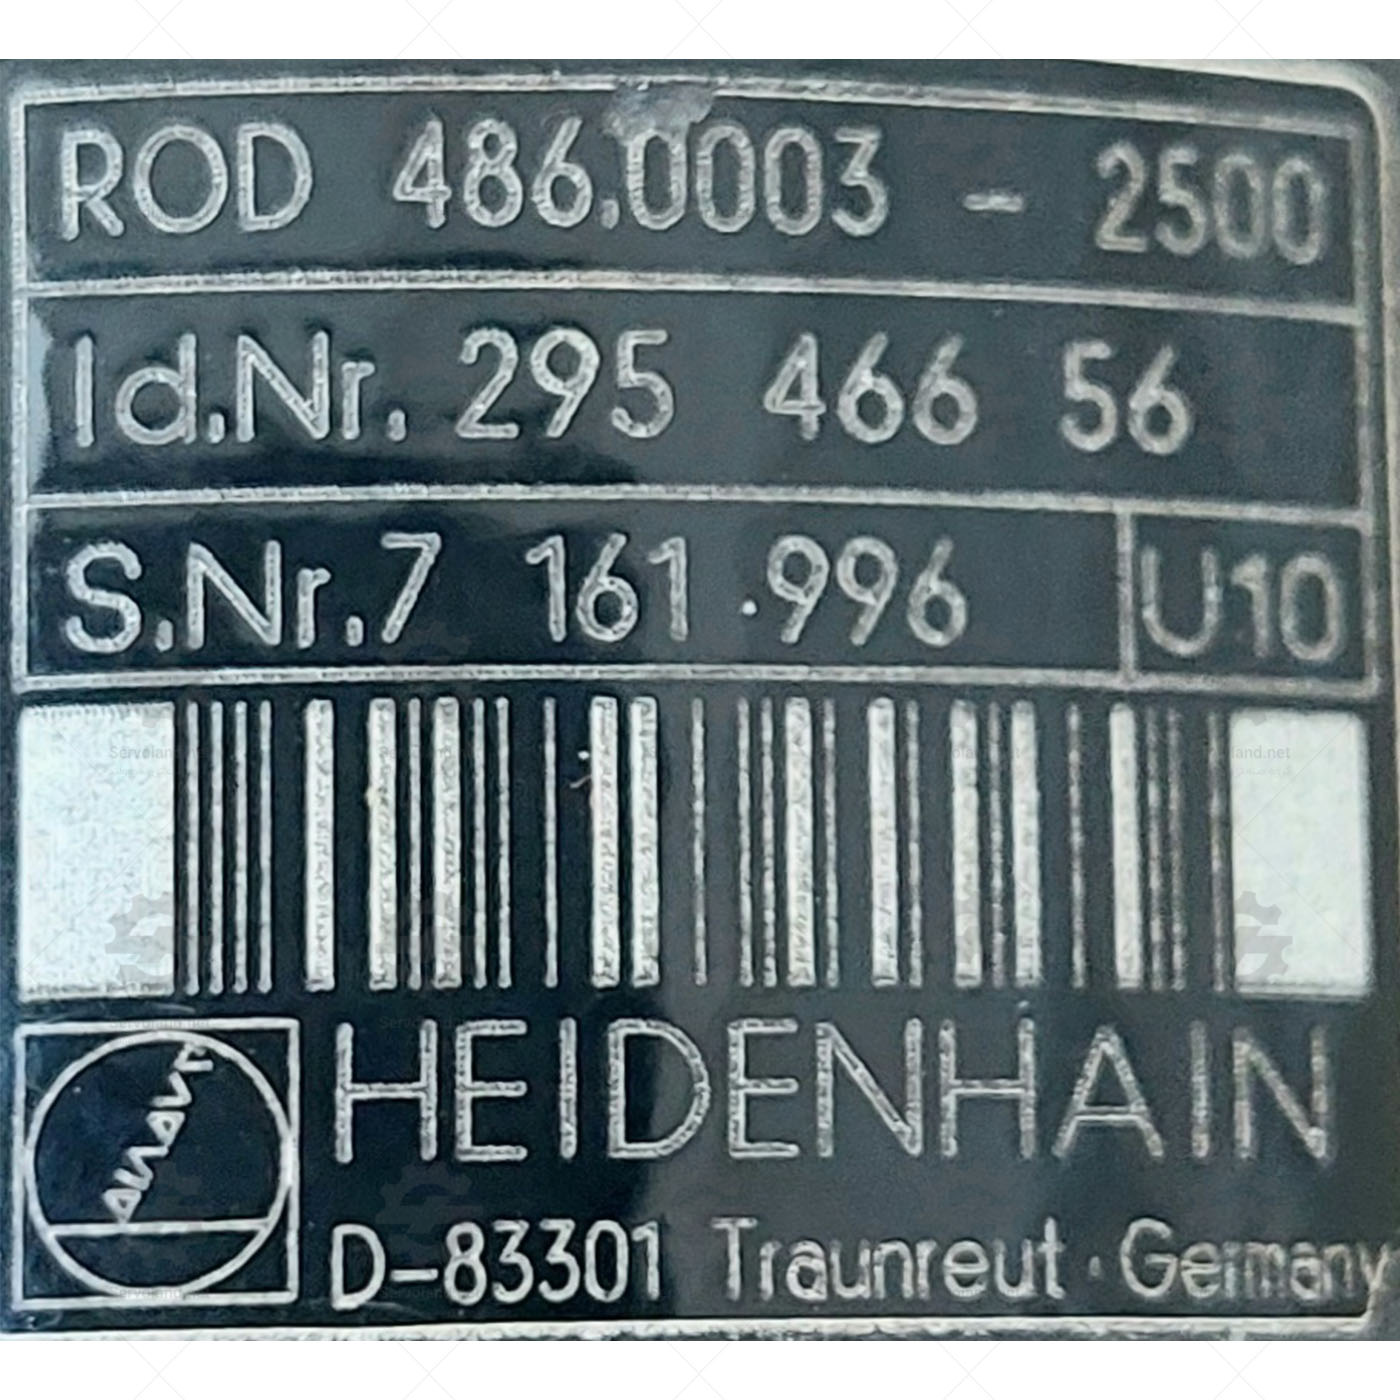 ROD 486.0003 - 2500
Id.Nr. 295 466 56
S.Nr.7 161 996 U10
HEIDENHAIN
D-83301 Traunreut · Germany